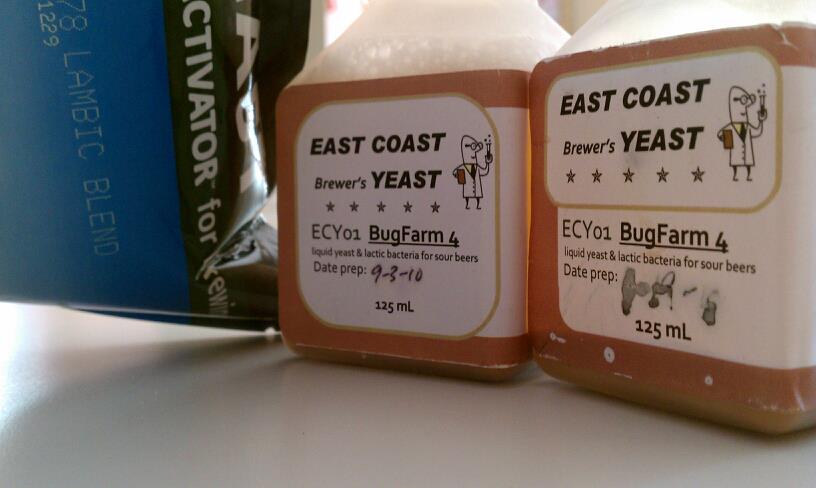 78 LAMBIC BLEND
1229
ACTIVATOR™ for
EAST COAST
Brewer's YEAST
ECY01 BugFarm 4
liquid yeast & lactic bacteria for sour beers
Date prep: 9-3-10
125 mL
EAST COAST
Brewer's YEAST
ECY01 BugFarm 4
liquid yeast & lactic bacteria for sour beers
Date prep:
125 mL